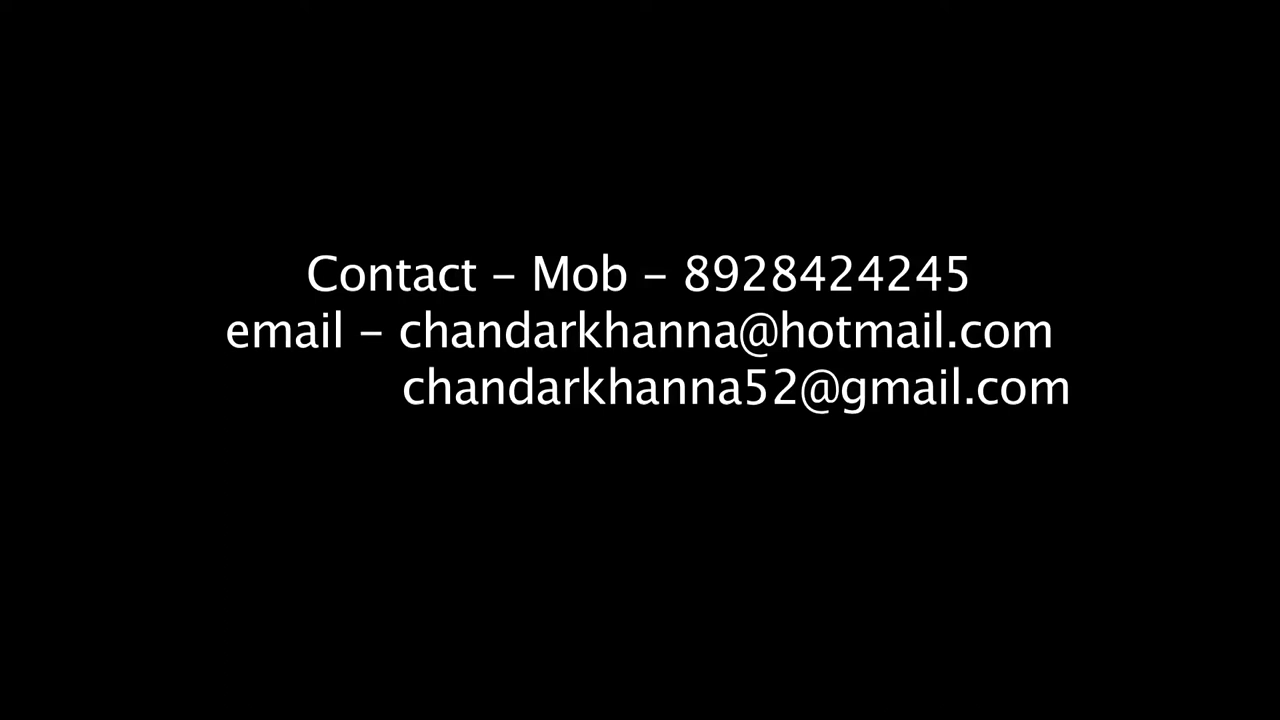 Contact – Mob – 8928424245
email – chandarkhanna@hotmail.com
chandarkhanna52@gmail.com